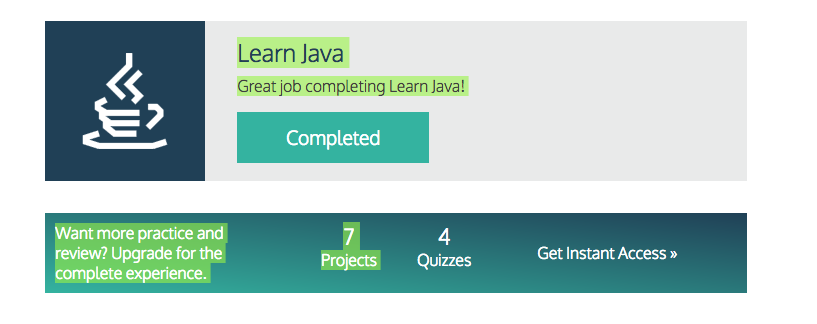 Learn Java
Great job completing Learn Java!
Completed
Want more practice and
review? Upgrade for the
complete experience.
7
Projects
4
Quizzes
Get Instant Access »